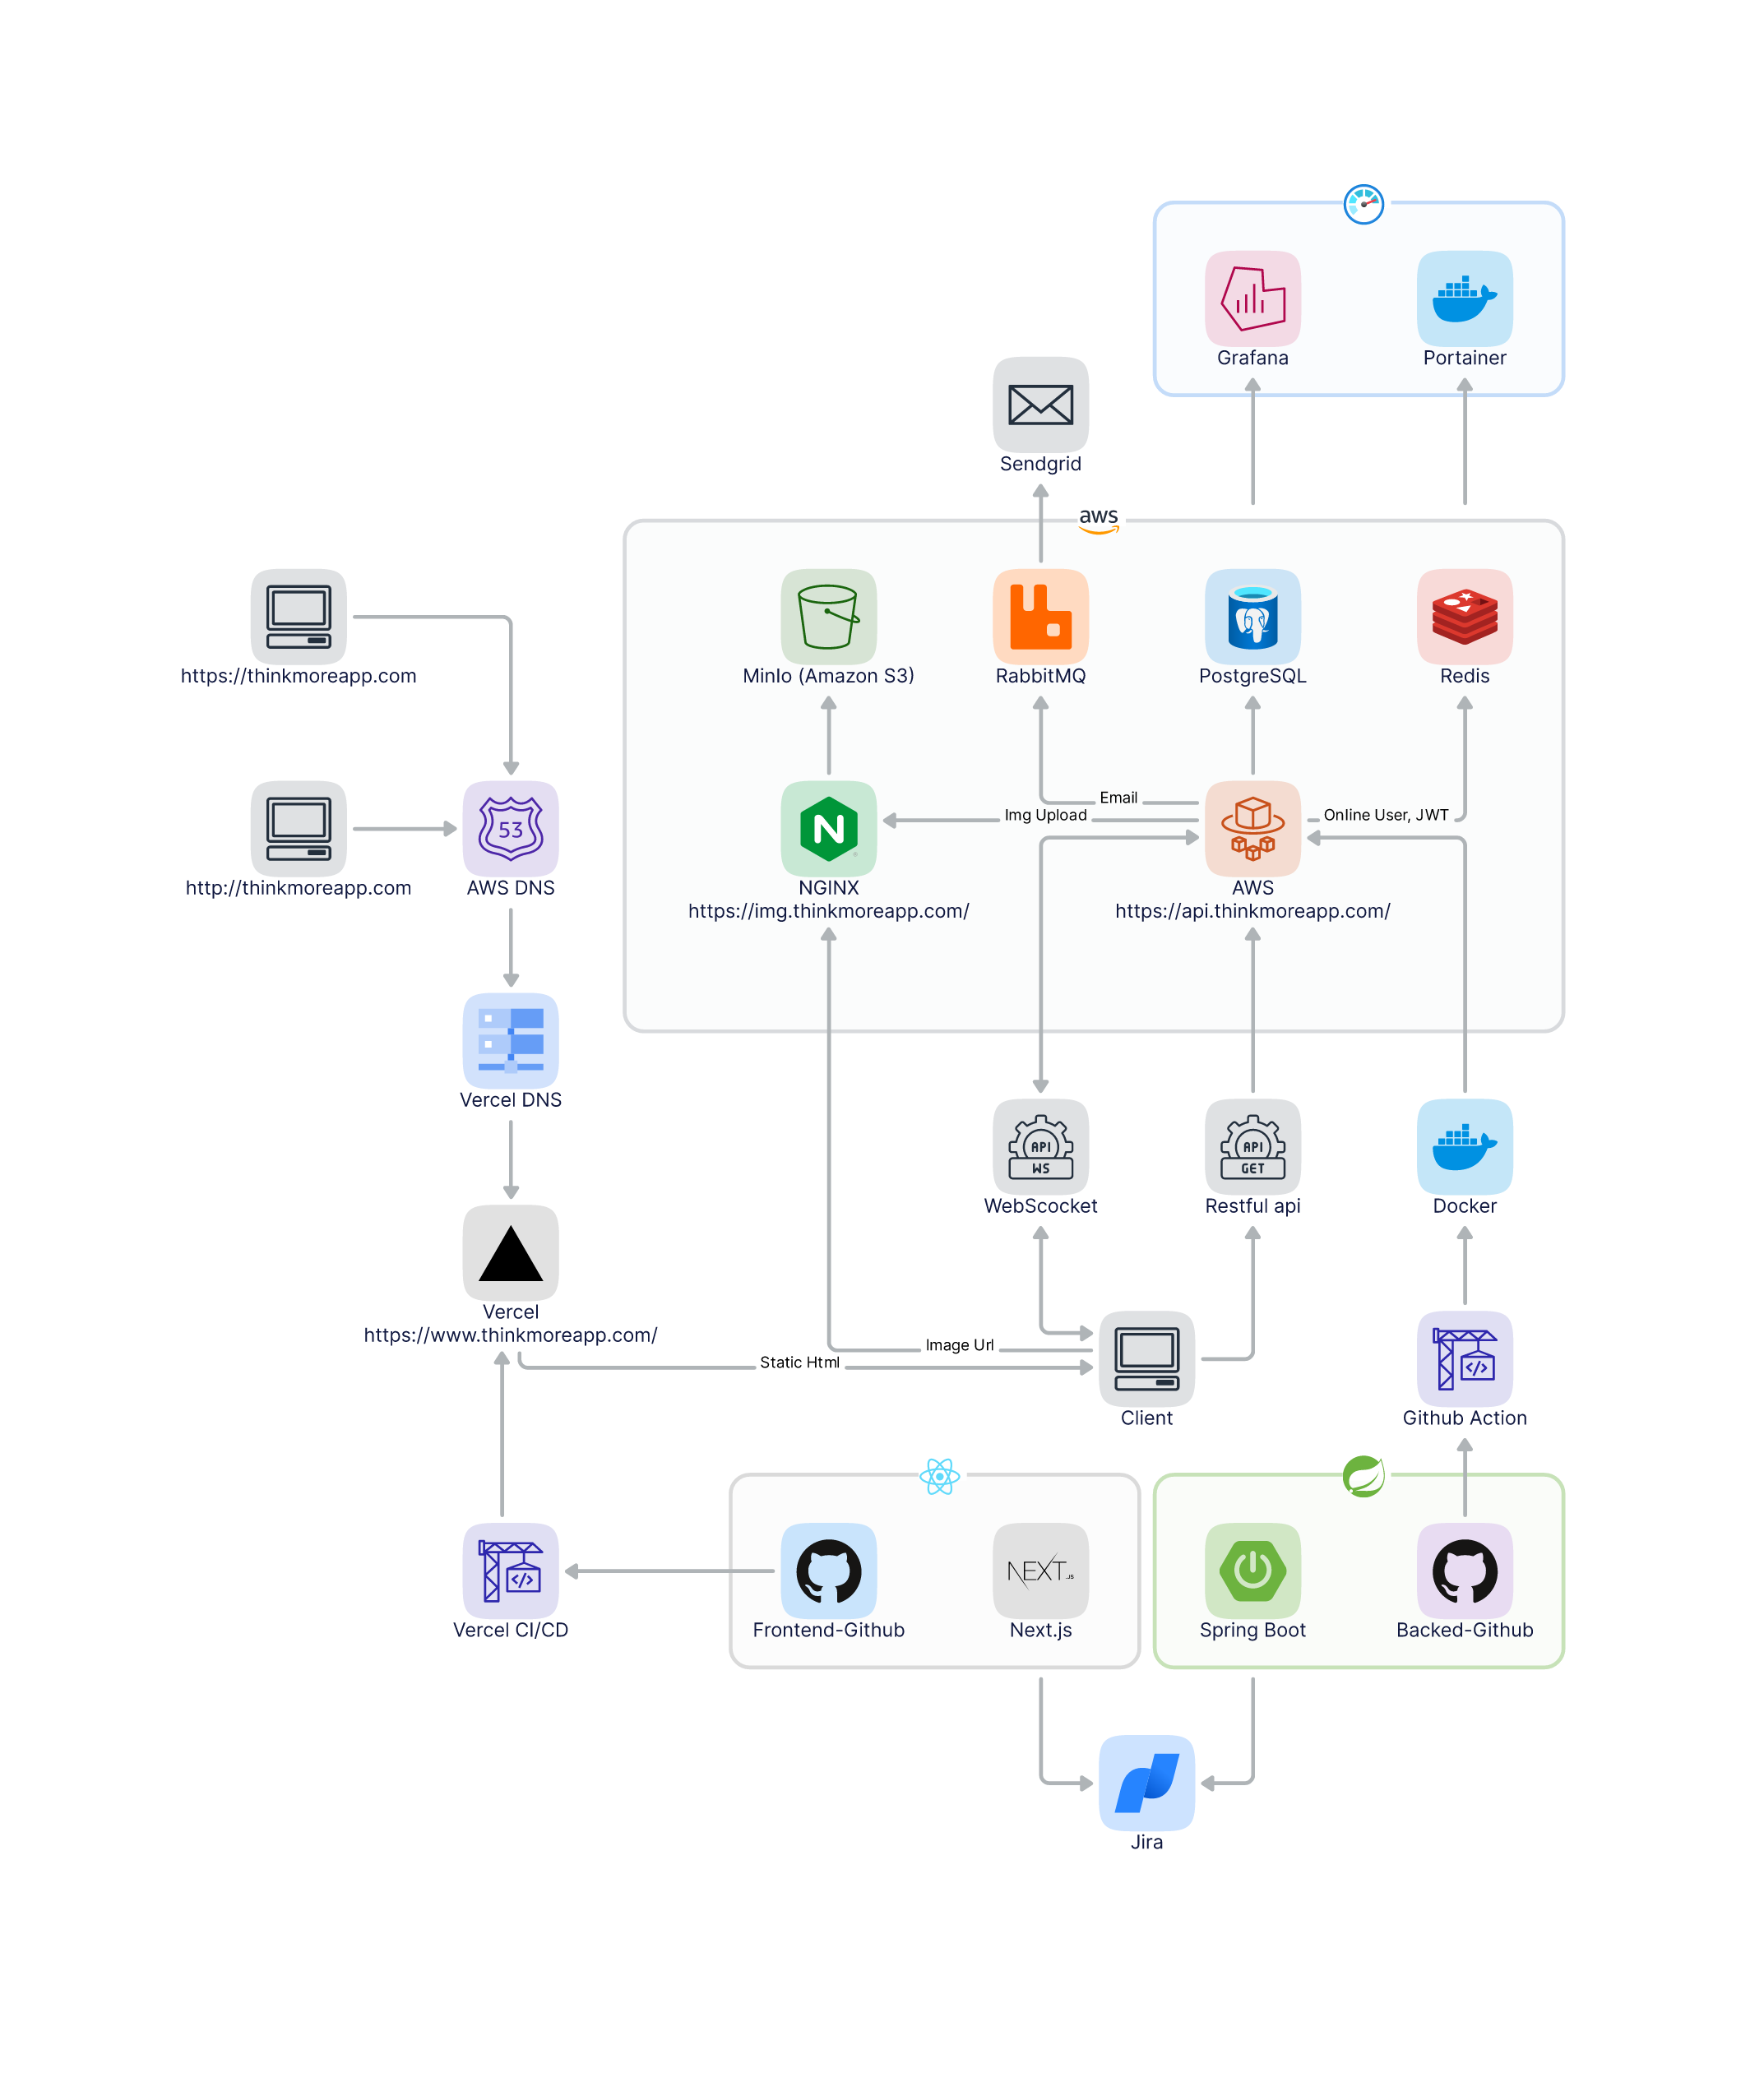 Grafana
Portainer
Sendgrid
aws
https://thinkmoreapp.com
MinIo (Amazon S3)
RabbitMQ
PostgreSQL
Redis
Email
Img Upload
Online User, JWT
53
http://thinkmoreapp.com
AWS DNS
N
NGINX
https://img.thinkmoreapp.com/
AWS
https://api.thinkmoreapp.com/
Vercel DNS
API
WS
WebScocket
API
GET
Restful api
Docker
Vercel
https://www.thinkmoreapp.com/
Image Url
Static Html
Client
Github Action
Vercel CI/CD
Frontend-Github
NEXT.JS
Next.js
Spring Boot
Backed-Github
Jira